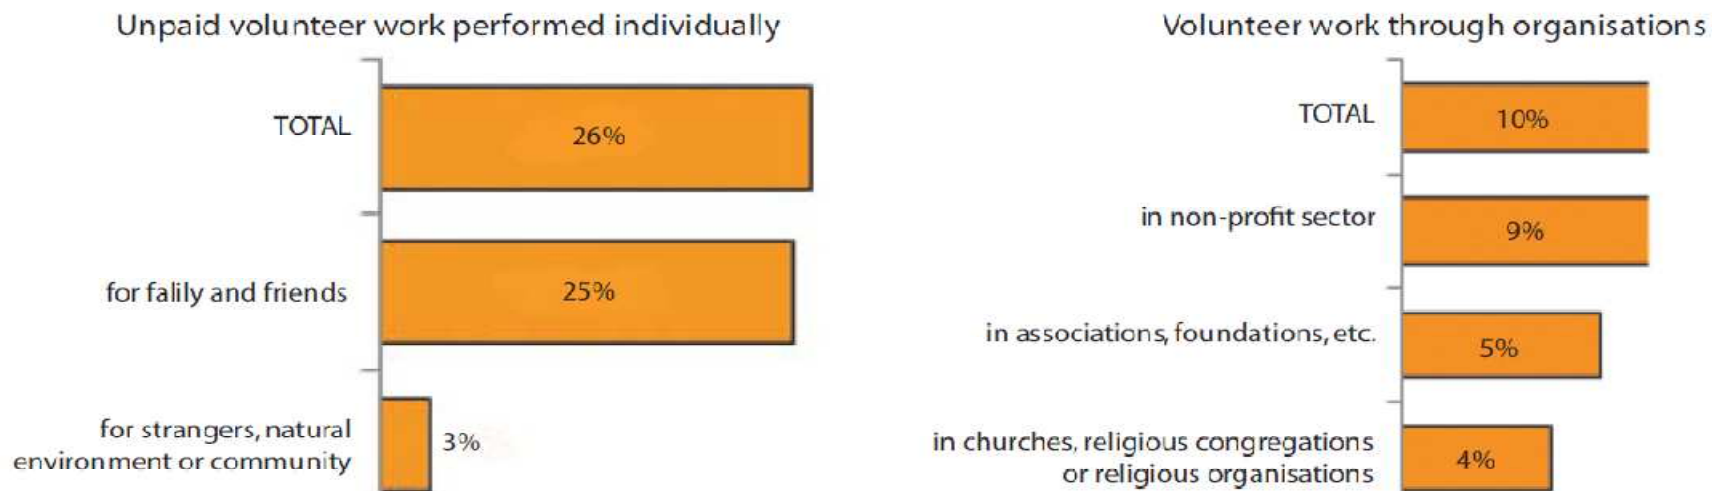 Unpaid volunteer work performed individually
TOTAL
26%
for falily and friends
25%
for strangers, natural
environment or community
3%
Volunteer work through organisations
TOTAL
10%
in non-profit sector
9%
in associations, foundations, etc.
5%
in churches, religious congregations
or religious organisations
4%